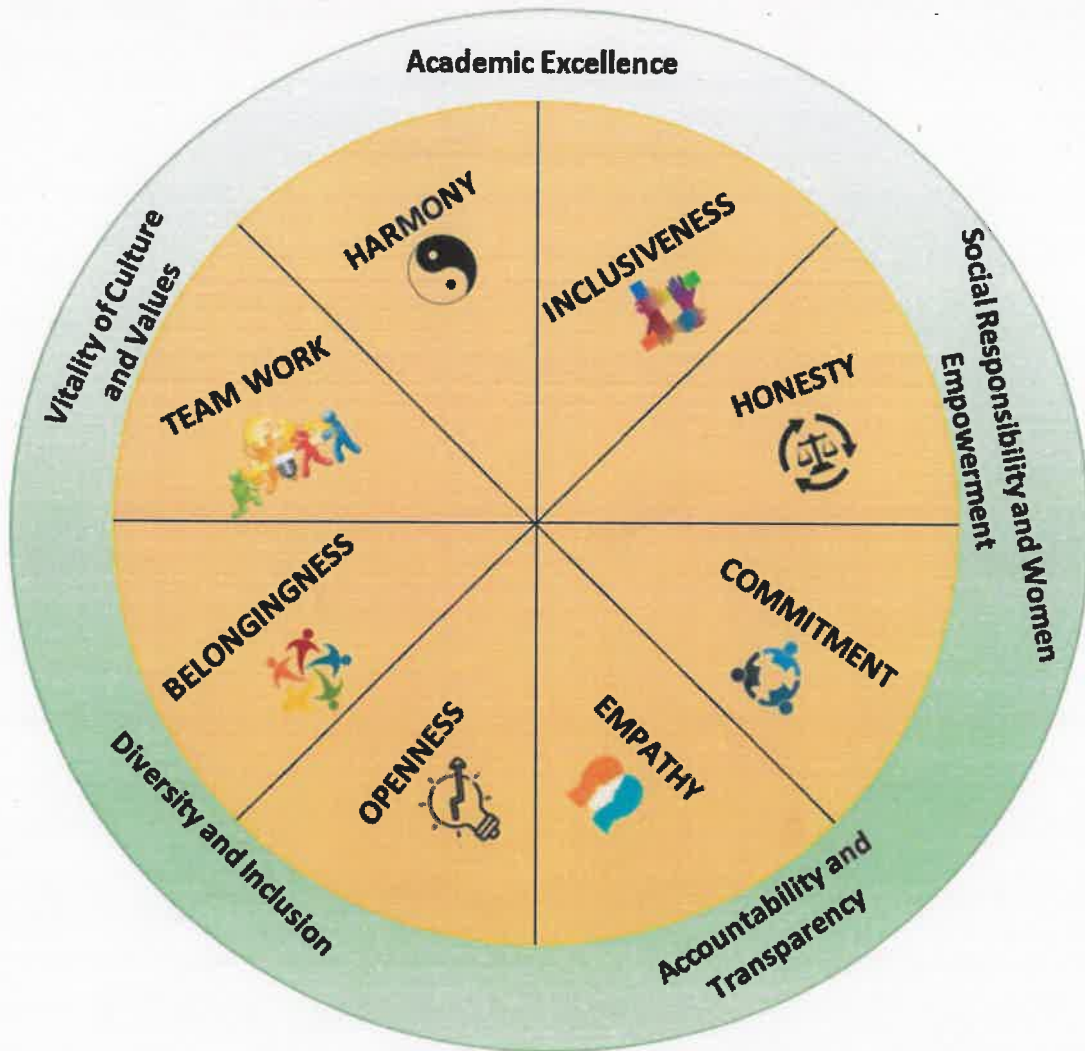 Academic Excellence
Social Responsibility and Women
Empowerment
Accountability and
Transparency
Diversity and Inclusion
Vitality of Culture
and Values
HARMONY
INCLUSIVENESS
HONESTY
COMMITMENT
EMPATHY
OPENNESS
BELONGINGNESS
TEAM WORK